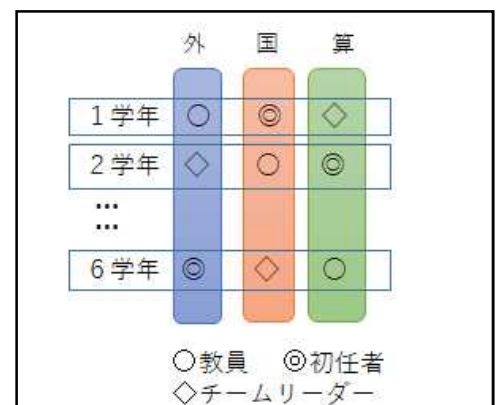 外 国 算
1学年 ○ ◎ ◇
2学年 ◇ ○ ◎
…
…
6学年 ◎ ◇ ○
○教員 ◎初任者
◇チームリーダー